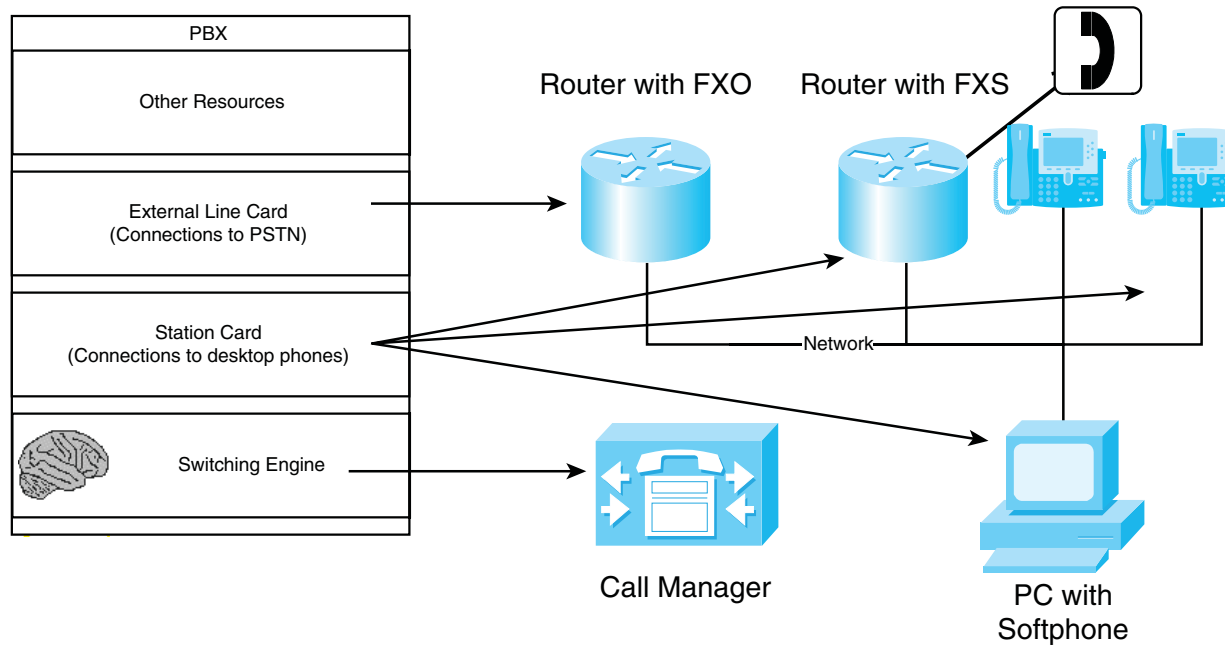 PBX
Other Resources
External Line Card
(Connections to PSTN)
Station Card
(Connections to desktop phones)
Switching Engine
Router with FXO
Router with FXS
Network
Call Manager
PC with
Softphone